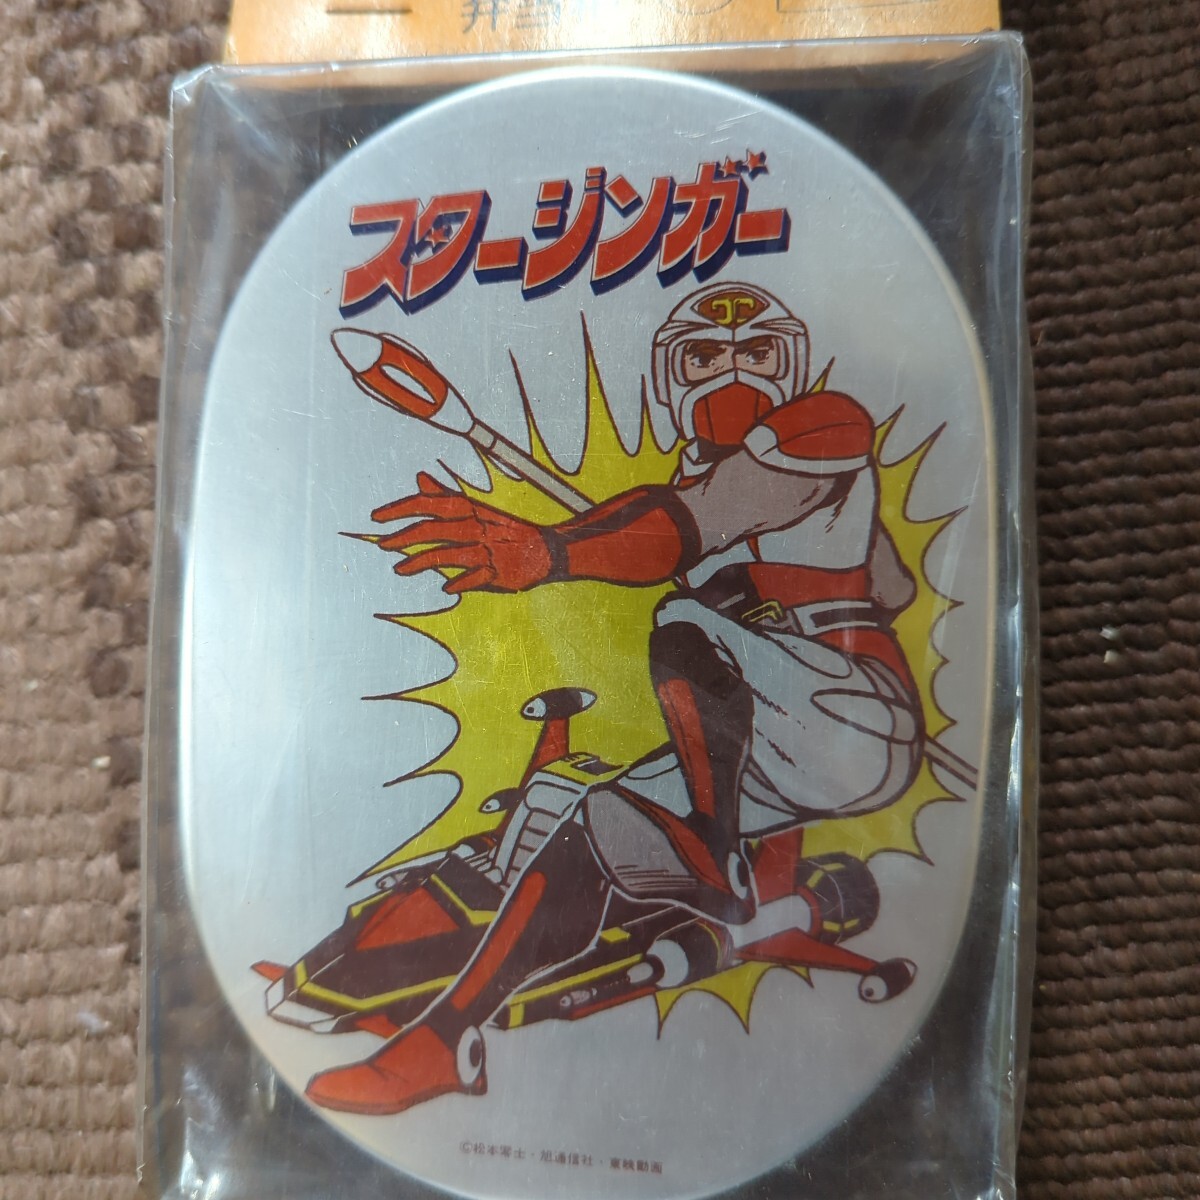 弁当
スタージンガー
JC
©松本零士・旭通信社・東映動画